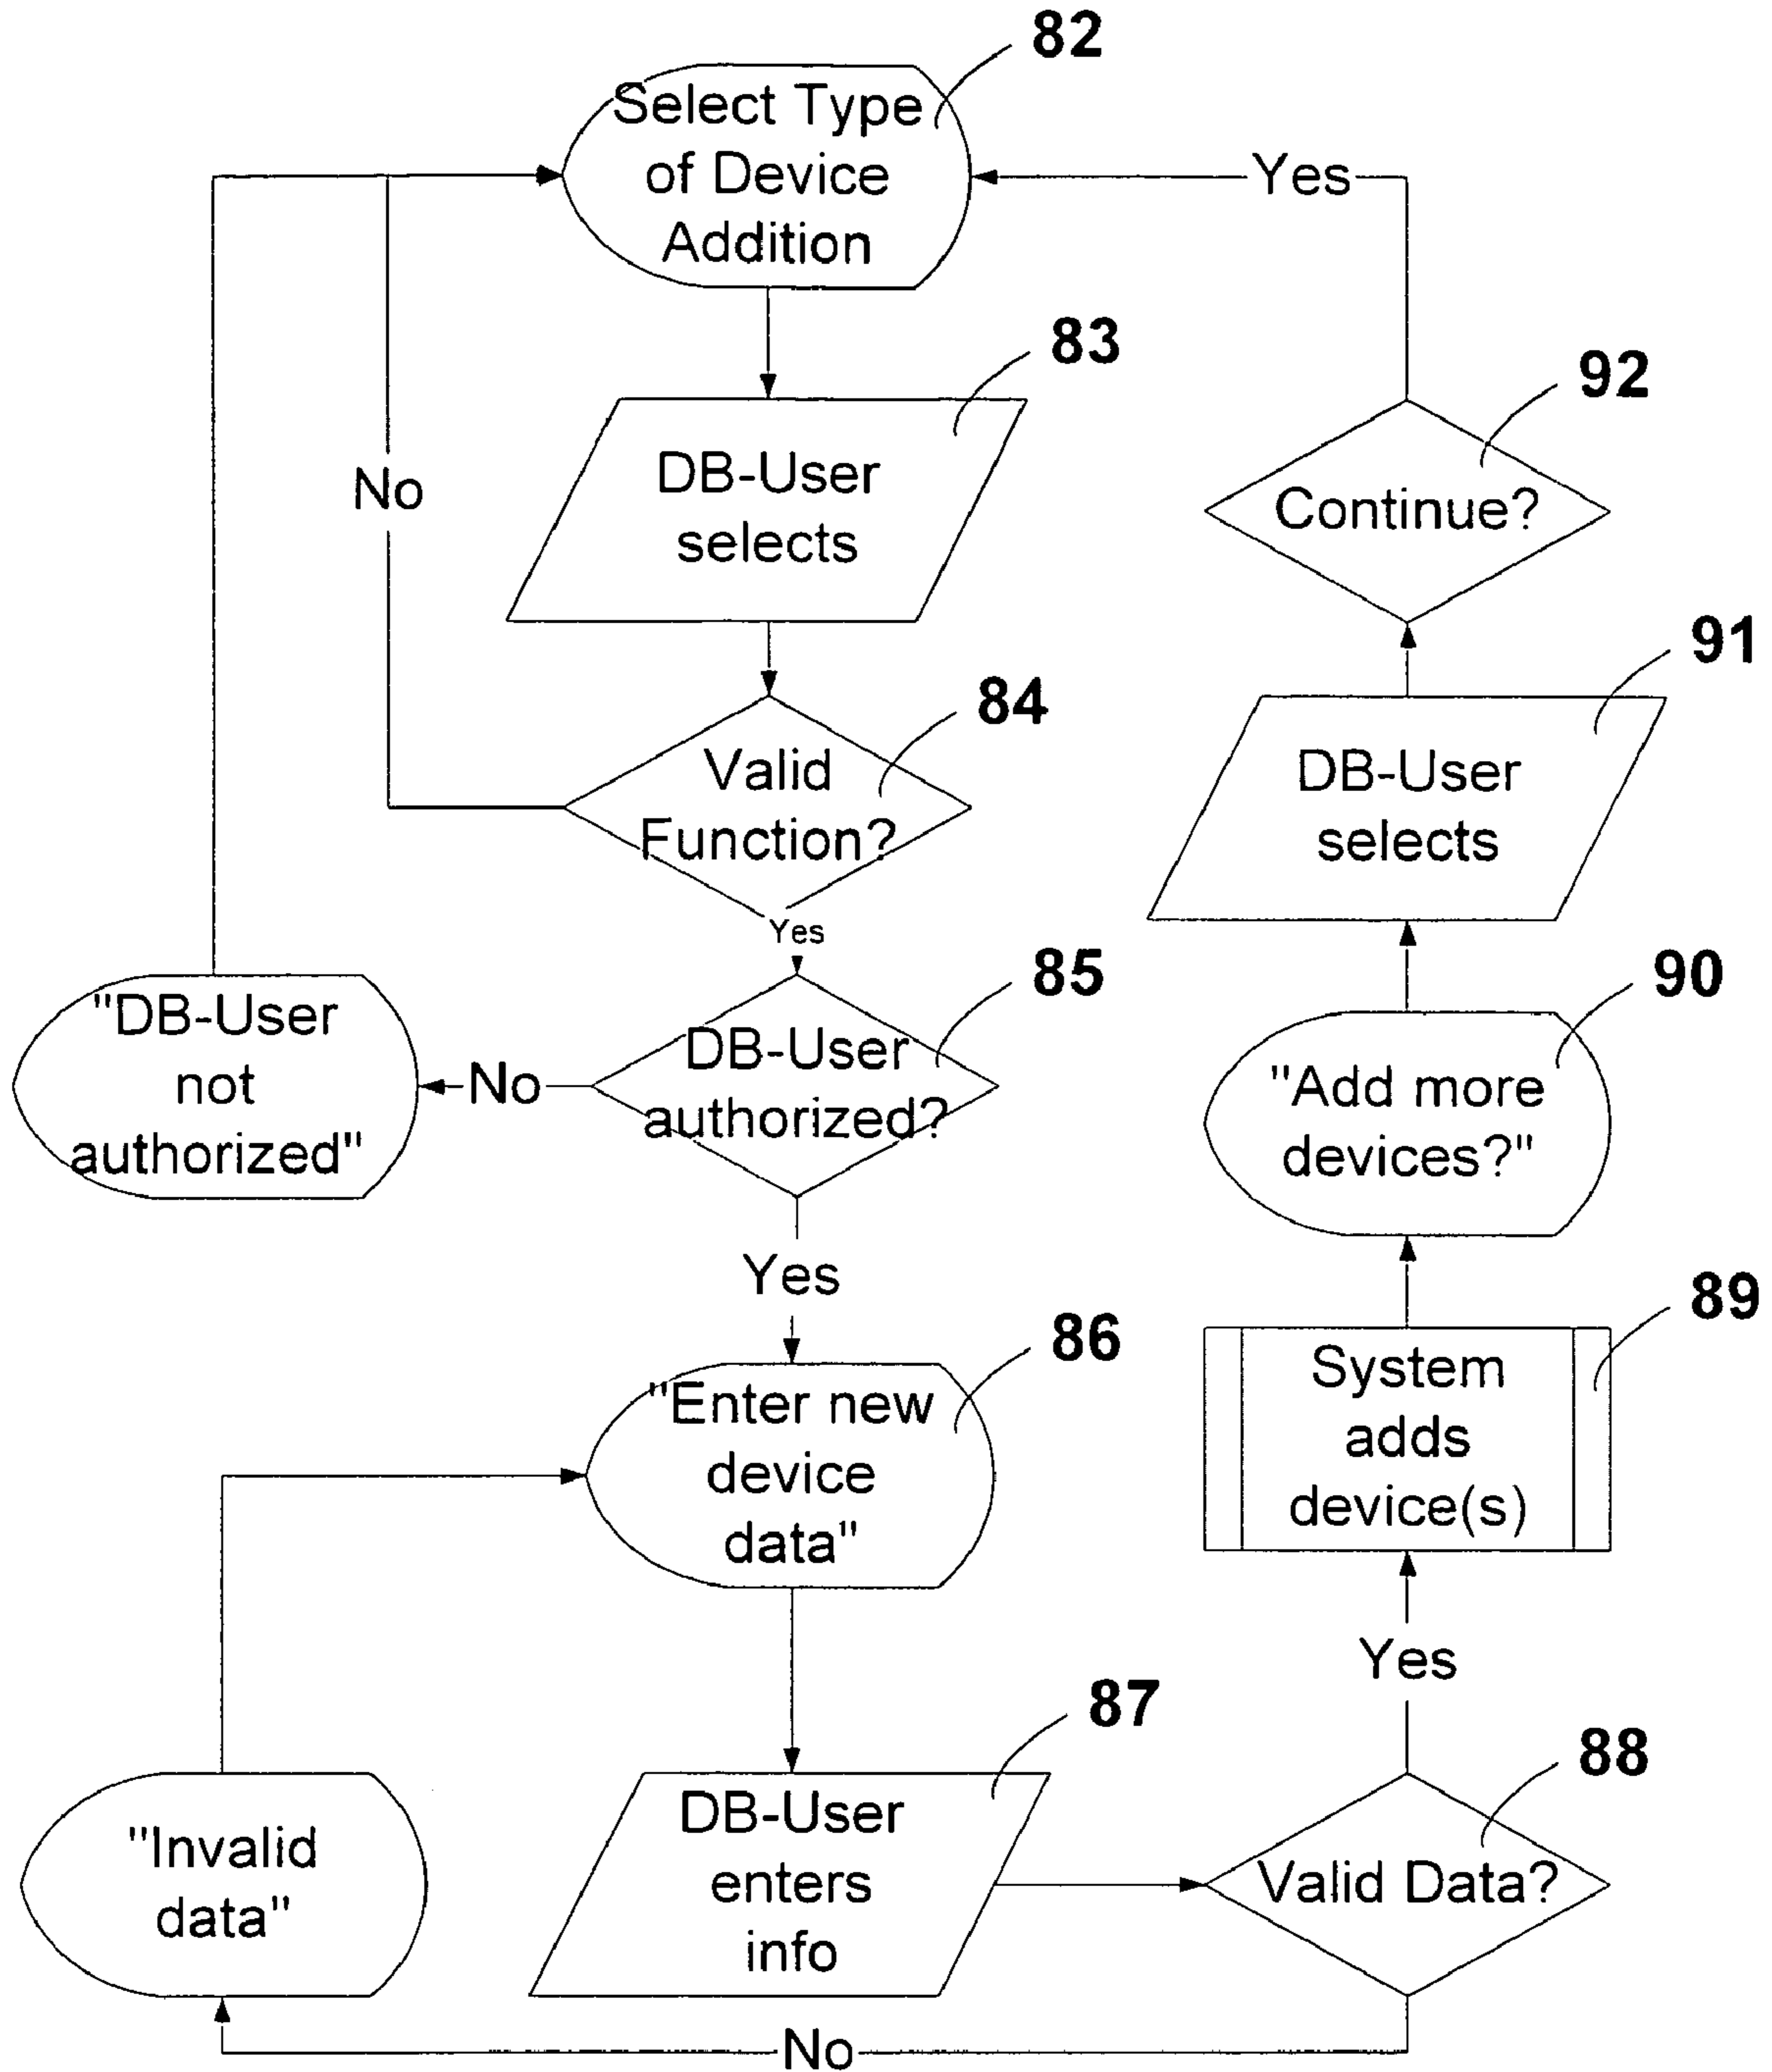 82
Select Type
of Device
Addition
Yes
83
DB-User
selects
92
Continue?
No
84
Valid
Function?
91
DB-User
selects
Yes
85
DB-User
authorized?
No
"DB-User
not
authorized"
90
"Add more
devices?"
Yes
86
"Enter new
device
data"
89
System
adds
device(s)
Yes
87
DB-User
enters
info
88
Valid Data?
"Invalid
data"
No